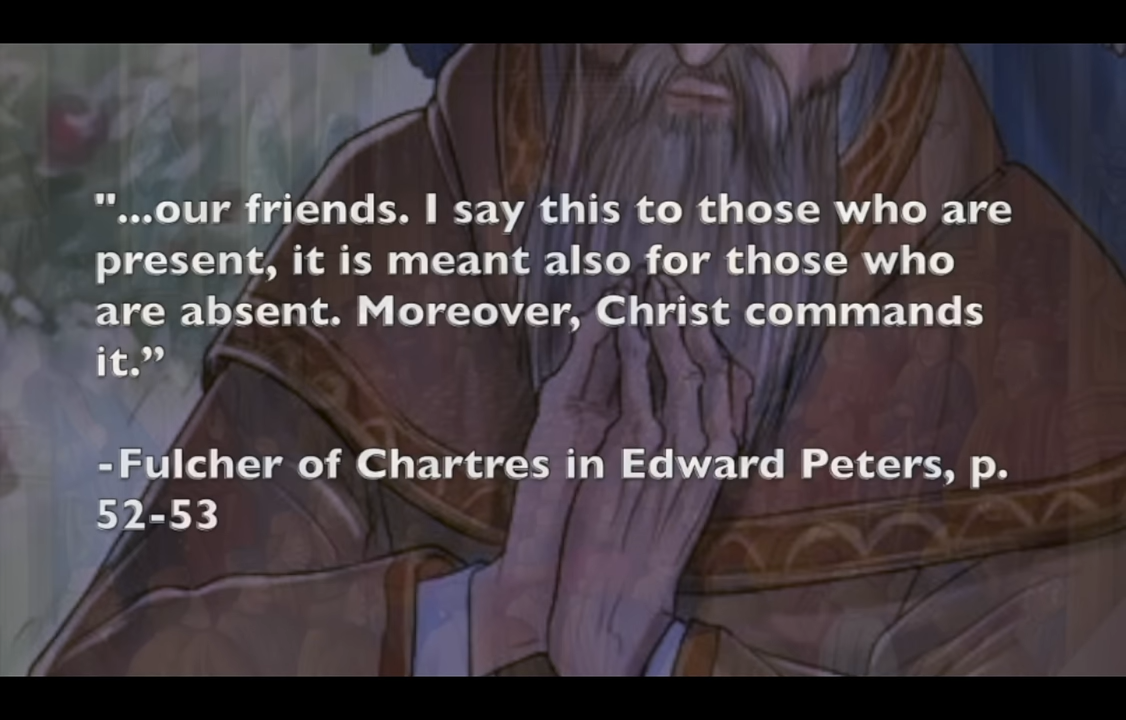 "...our friends. I say this to those who are
present, it is meant also for those who
are absent. Moreover, Christ commands
it.”
-Fulcher of Chartres in Edward Peters, p.
52-53